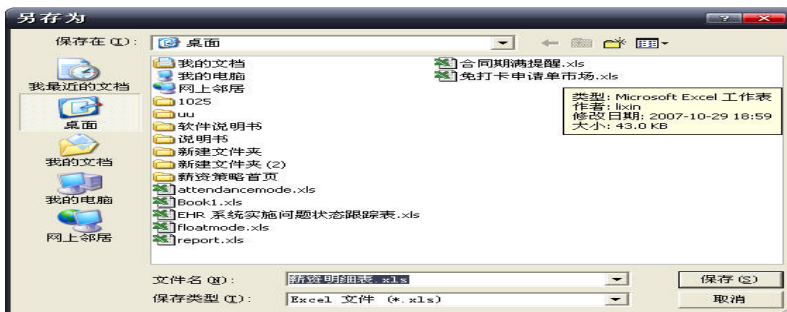 另存为
保存在(I):
桌面
我最近的文档
桌面
我的文档
我的电脑
网上邻居
我的文档
我的电脑
网上邻居
1025
uu
软件说明书
说明书
新建文件夹
新建文件夹(2)
薪资策略首页
attendancemode.xls
Book1.xls
EHR 系统实施问题状态跟踪表.xls
floatmode.xls
report.xls
合同期满提醒.xls
免打卡申请单市场.xls
类型: Microsoft Excel 工作表
作者: lixin
修改日期: 2007-10-29 18:59
大小: 43.0 KB
文件名(N):
薪资明细表.xls
保存(S)
保存类型(T):
Excel 文件 (*.xls)
取消